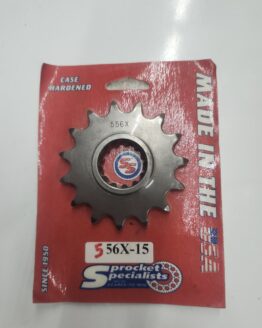 CASE
HARDENED
MADE IN THE
USA
556X
S
556X-15
Sprocket
Specialists
SINCE 1950